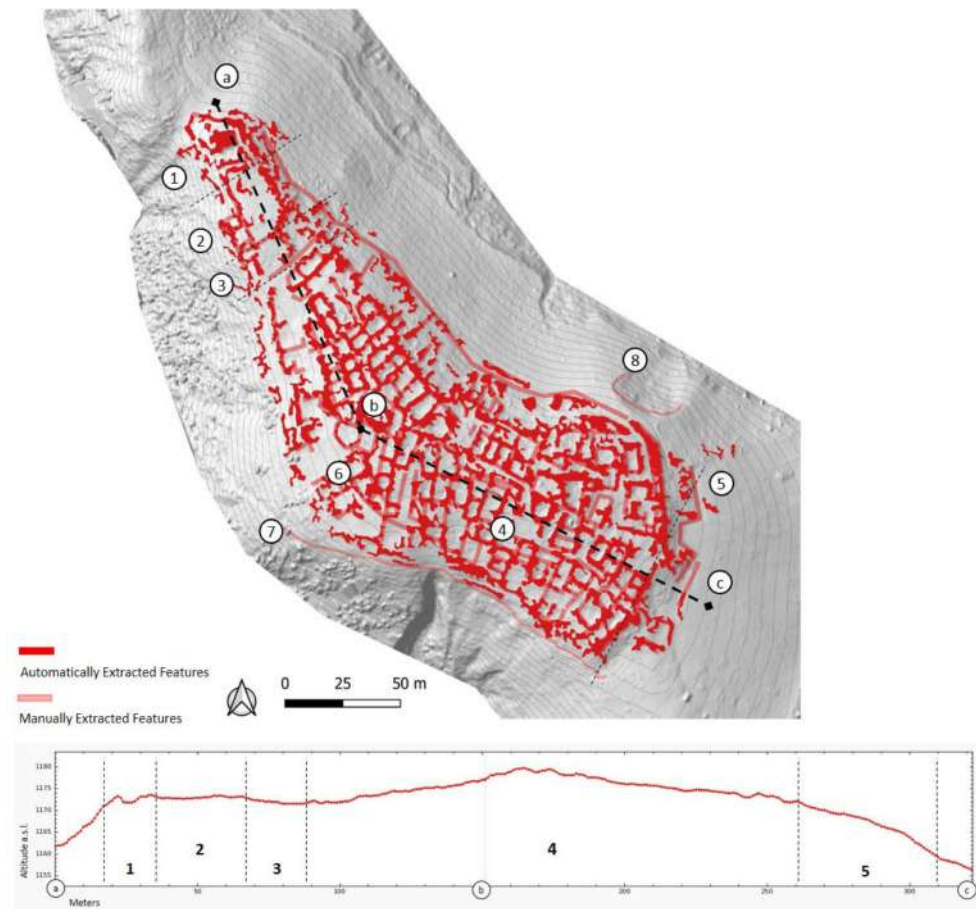 a
1
2
3
b
8
6
5
7
4
c
Automatically Extracted Features
Manually Extracted Features
0 25 50 m
Altitude a.s.l.
1180
1175
1170
1165
1160
1155
1 2 3 4 5
a 50 100 b 200 250 300 c
Meters